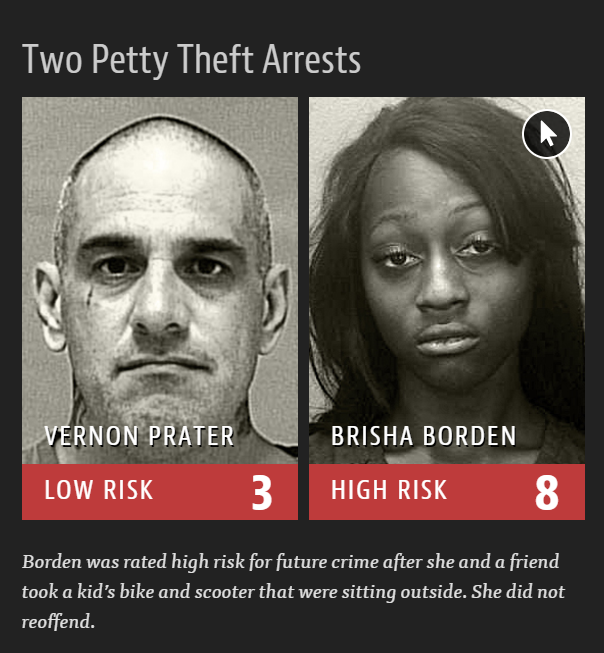 Two Petty Theft Arrests
VERNON PRATER
BRISHA BORDEN
LOW RISK 3
HIGH RISK 8
Borden was rated high risk for future crime after she and a friend
took a kid's bike and scooter that were sitting outside. She did not
reoffend.